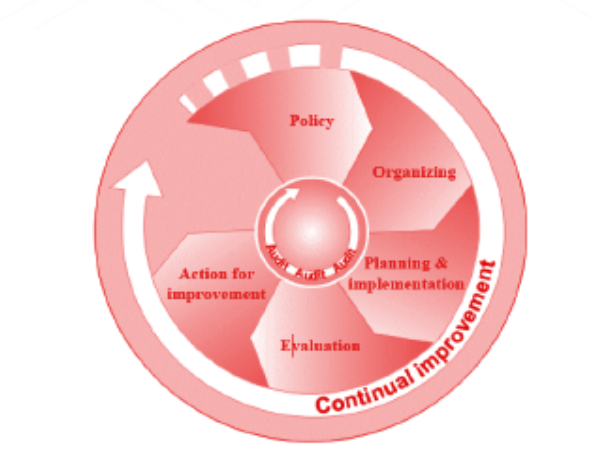 Policy
Organizing
Planning &
implementation
Evaluation
Action for
improvement
Audit Audit Audit
Continual improvement